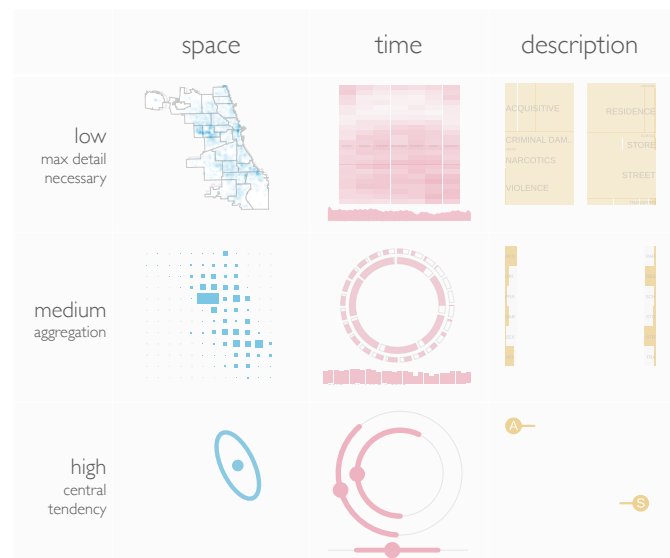 space
time
description
low
max detail
necessary
ACQUISITIVE
CRIMINAL DAM...
NARCOTICS
VIOLENCE
RESIDENCE
STORE
STREET
medium
aggregation
high
central
tendency
A
S